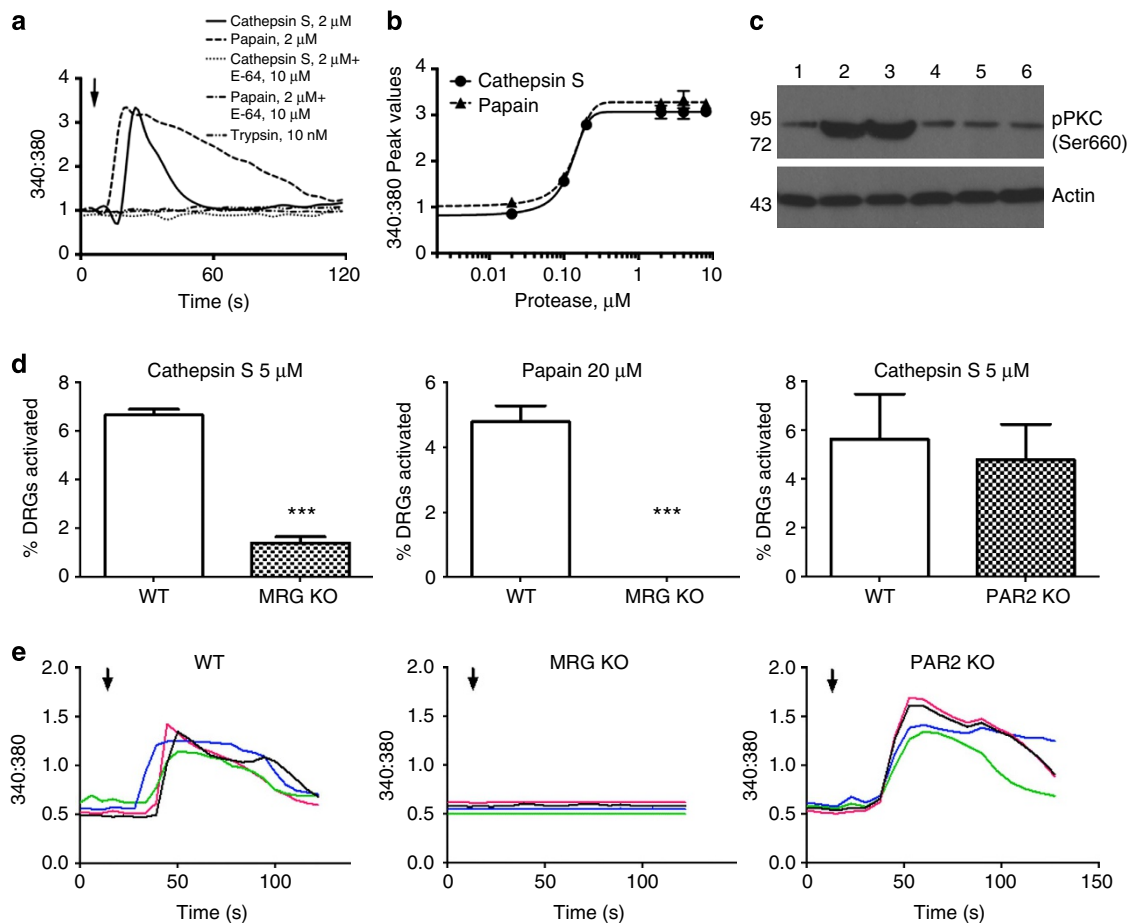 a
Cathepsin S, 2 μM
Papain, 2 μM
Cathepsin S, 2 μM+
E-64, 10 μM
Papain, 2 μM+
E-64, 10 μM
Trypsin, 10 nM
340:380
4
3
2
1
0
0 60 120
Time (s)
b
Cathepsin S
Papain
340:380 Peak values
4
3
2
1
0
0.01 0.10 1 10
Protease, μM
c
1 2 3 4 5 6
95
72
pPKC
(Ser660)
43
Actin
d
Cathepsin S 5 μM
% DRGs activated
8
6
4
2
0
***
WT MRG KO
Papain 20 μM
% DRGs activated
6
4
2
0
***
WT MRG KO
Cathepsin S 5 μM
% DRGs activated
8
6
4
2
0
WT PAR2 KO
e
WT
340:380
2.0
1.5
1.0
0.5
0.0
0 50 100
Time (s)
MRG KO
340:380
2.0
1.5
1.0
0.5
0.0
0 50 100
Time (s)
PAR2 KO
340:380
2.0
1.5
1.0
0.5
0.0
0 50 100 150
Time (s)